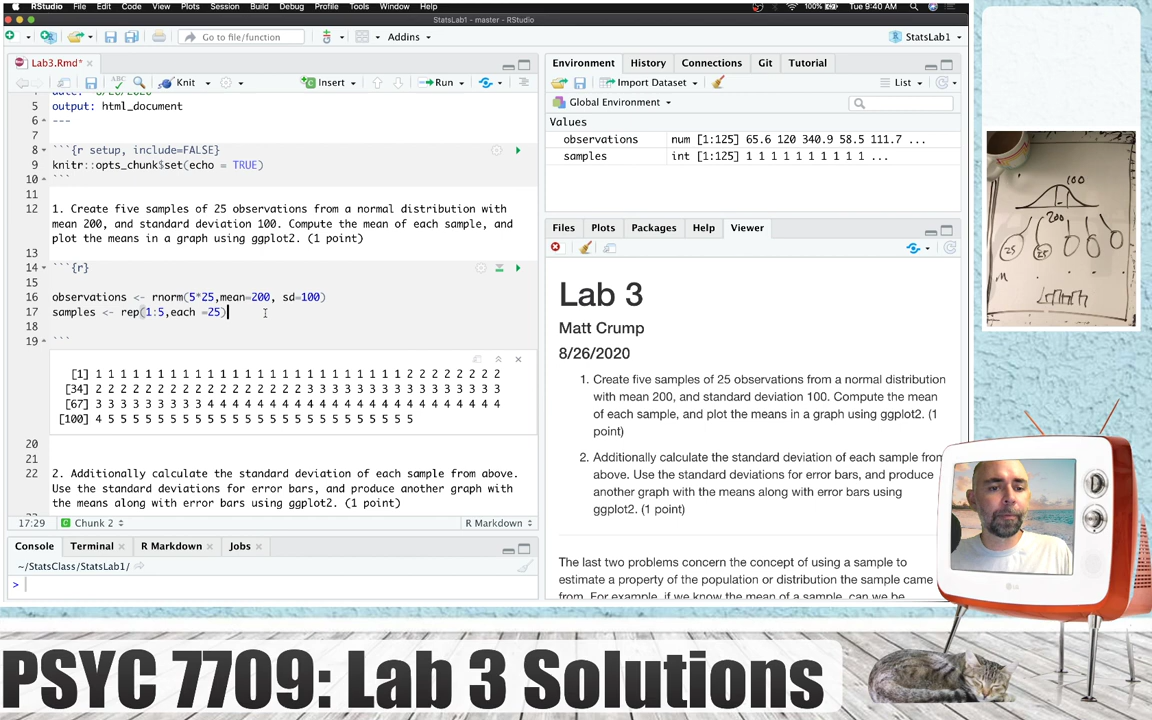 RStudio File Edit Code View Plots Session Build Debug Profile Tools Window Help 100% Tue 9:40 AM
StatsLab1 - master - RStudio
Go to file/function Addins StatsLab1
Lab3.Rmd*
Knit Insert Run
5 output: html_document
6 ---
7
8 ```{r setup, include=FALSE}
9 knitr::opts_chunk$set(echo = TRUE)
10 ```
11
12 1. Create five samples of 25 observations from a normal distribution with
mean 200, and standard deviation 100. Compute the mean of each sample, and
plot the means in a graph using ggplot2. (1 point)
13
14 ```{r}
15
16 observations <- rnorm(5*25,mean=200, sd=100)
17 samples <- rep(1:5,each =25)
18
19 ```
[1] 1 1 1 1 1 1 1 1 1 1 1 1 1 1 1 1 1 1 1 1 1 1 1 1 1 2 2 2 2 2 2 2 2
[34] 2 2 2 2 2 2 2 2 2 2 2 2 2 2 2 2 2 3 3 3 3 3 3 3 3 3 3 3 3 3 3 3 3
[67] 3 3 3 3 3 3 3 3 3 4 4 4 4 4 4 4 4 4 4 4 4 4 4 4 4 4 4 4 4 4 4 4 4
[100] 4 5 5 5 5 5 5 5 5 5 5 5 5 5 5 5 5 5 5 5 5 5 5 5 5 5
20
21
22 2. Additionally calculate the standard deviation of each sample from above.
Use the standard deviations for error bars, and produce another graph with
the means along with error bars using ggplot2. (1 point)
17:29 Chunk 2 R Markdown
Console Terminal R Markdown Jobs
~/StatsClass/StatsLab1/
>
Environment History Connections Git Tutorial
Import Dataset List
Global Environment
Values
observations num [1:125] 65.6 120 340.9 58.5 111.7 ...
samples int [1:125] 1 1 1 1 1 1 1 1 1 1 ...
Files Plots Packages Help Viewer
Lab 3
Matt Crump
8/26/2020
1. Create five samples of 25 observations from a normal distribution
with mean 200, and standard deviation 100. Compute the mean
of each sample, and plot the means in a graph using ggplot2. (1
point)
2. Additionally calculate the standard deviation of each sample from
above. Use the standard deviations for error bars, and produce
another graph with the means along with error bars using
ggplot2. (1 point)
The last two problems concern the concept of using a sample to
estimate a property of the population or distribution the sample came
from. For example, if we know the mean of a sample, can we be
100
200
25 25
M
LG
PSYC 7709: Lab 3 Solutions